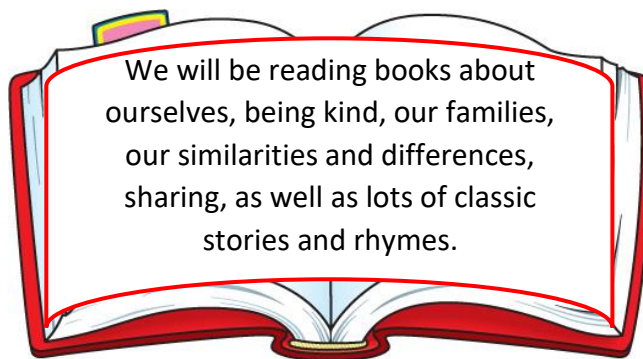 We will be reading books about
ourselves, being kind, our families,
our similarities and differences,
sharing, as well as lots of classic
stories and rhymes.